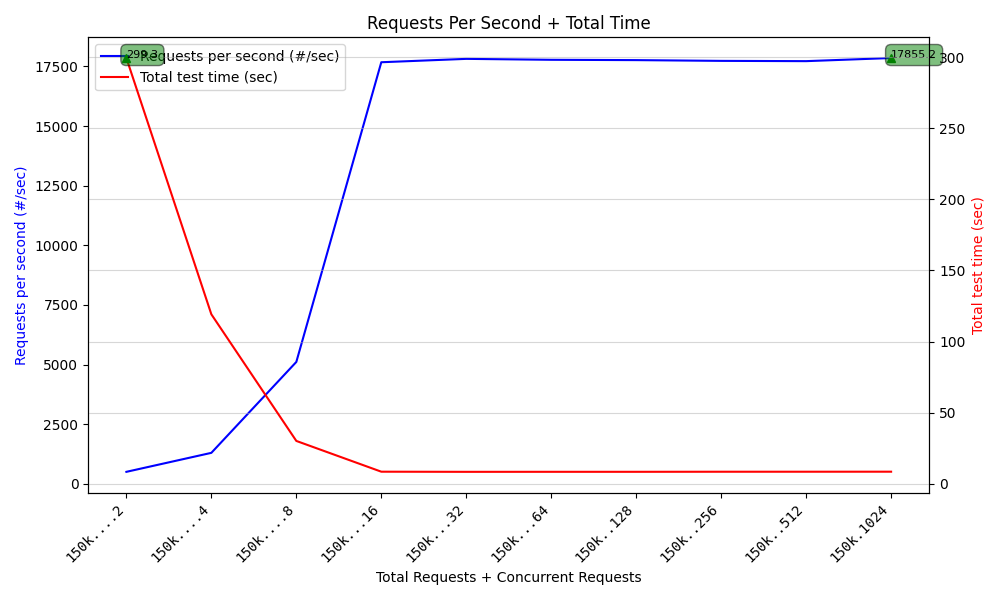 Requests Per Second + Total Time
Requests per second (#/sec)
Total test time (sec)
299.3
17855.2
17500
15000
12500
10000
7500
5000
2500
0
300
250
200
150
100
50
0
Requests per second (#/sec)
Total test time (sec)
150k....2
150k....4
150k....8
150k...16
150k...32
150k...64
150k..128
150k..256
150k..512
150k.1024
Total Requests + Concurrent Requests